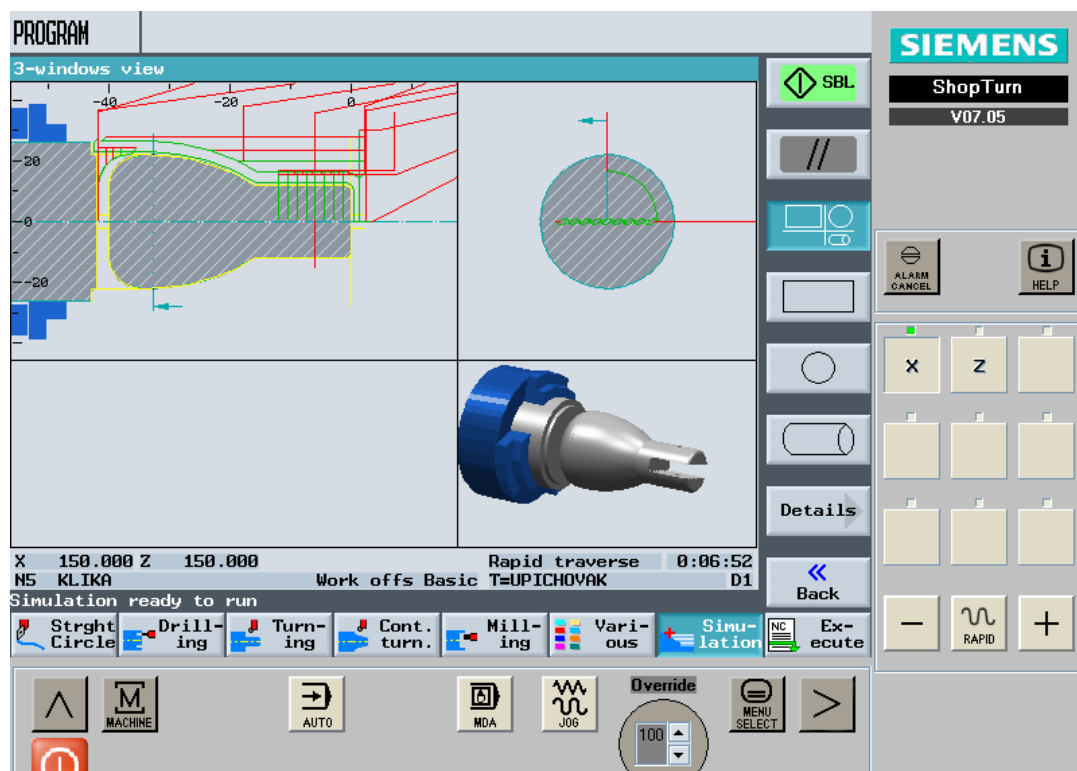 PROGRAM
SIEMENS
ShopTurn
V07.05
3-windows view
SBL
-40 -20 0
-20
-0
--20
//
ALARM CANCEL
i HELP
X Z
Details
X 150.000 Z 150.000 Rapid traverse 0:06:52
N5 KLIKA Work offs Basic T=UPICHOVAK D1
Simulation ready to run
« Back
Strght Circle
Drill- ing
Turn- ing
Cont. turn.
Mill- ing
Vari- ous
Simu- lation
NC Ex- ecute
− RAPID +
M MACHINE
AUTO
MDA
JOG
Override
100
MENU SELECT